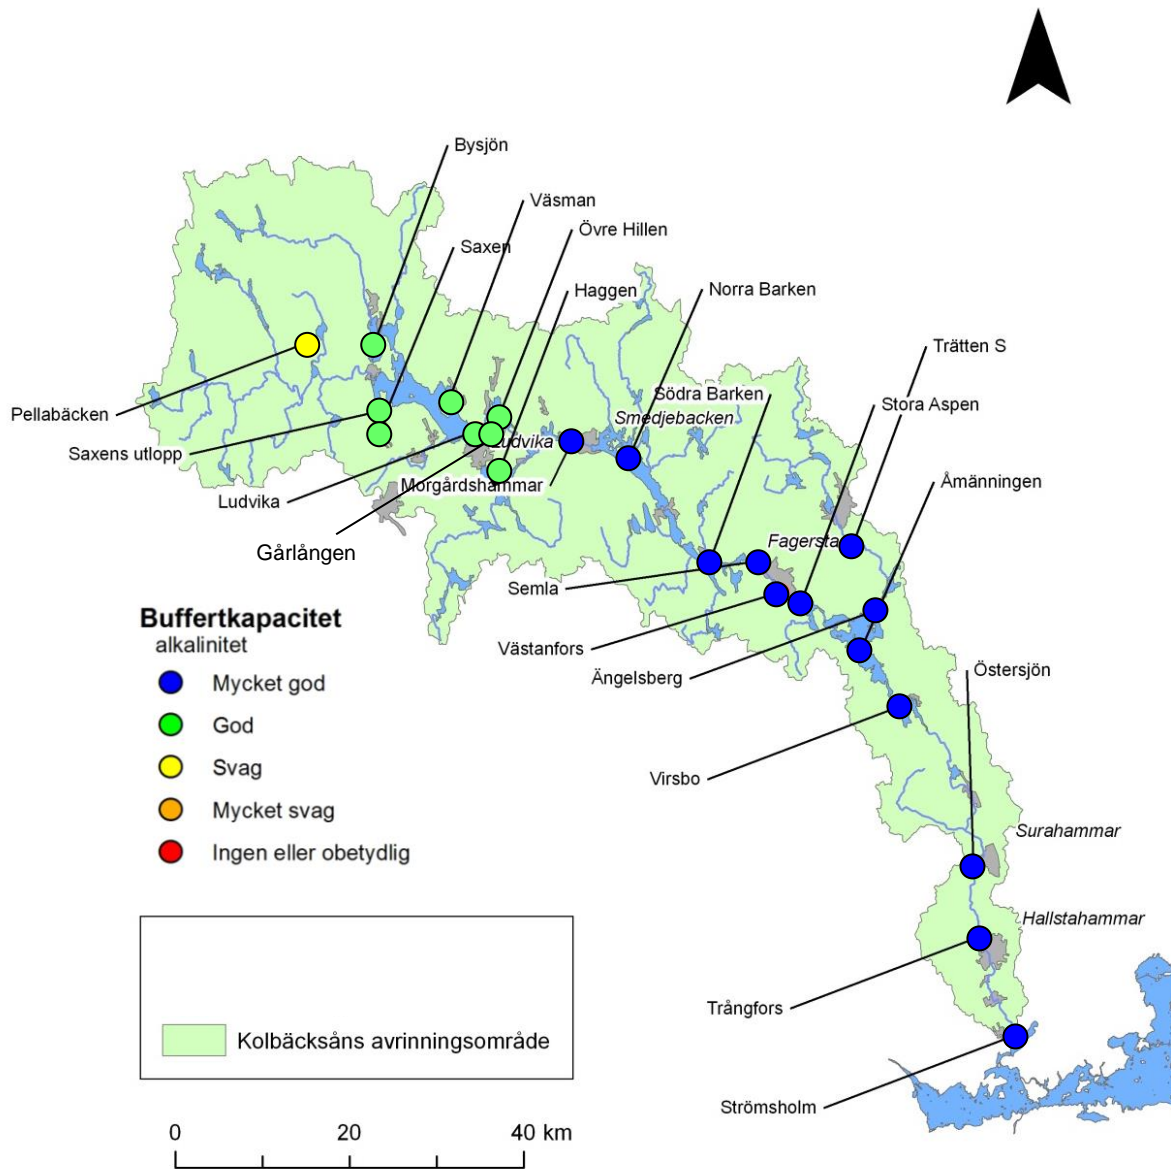 Bysjön
Väsman
Övre Hillen
Saxen
Haggen
Norra Barken
Trätten S
Södra Barken
Stora Aspen
Pellabäcken
Smedjebacken
Saxens utlopp
Ludvika
Morgårdshammar
Åmänningen
Ludvika
Gårlången
Fagersta
Semla
Västanfors
Ängelsberg
Östersjön
Virsbo
Surahammar
Hallstahammar
Trångfors
Strömsholm
Buffertkapacitet
alkalinitet
Mycket god
God
Svag
Mycket svag
Ingen eller obetydlig
Kolbäcksåns avrinningsområde
0 20 40 km